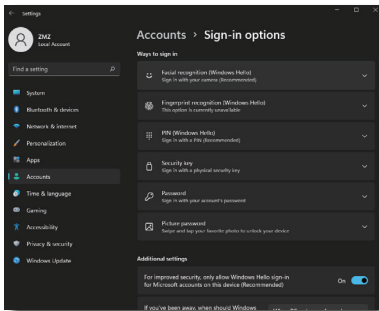 Settings
ZMZ
Local Account
Find a setting
System
Bluetooth & devices
Network & internet
Personalization
Apps
Accounts
Time & language
Gaming
Accessibility
Privacy & security
Windows Update
Accounts > Sign-in options
Ways to sign in
Facial recognition (Windows Hello)
Sign in with your camera (Recommended)
Fingerprint recognition (Windows Hello)
This option is currently unavailable
PIN (Windows Hello)
Sign in with a PIN (Recommended)
Security key
Sign in with a physical security key
Password
Sign in with your account's password
Picture password
Swipe and tap your favorite photo to unlock your device
Additional settings
For improved security, only allow Windows Hello sign-in
for Microsoft accounts on this device (Recommended)
On
If you've been away, when should Windows